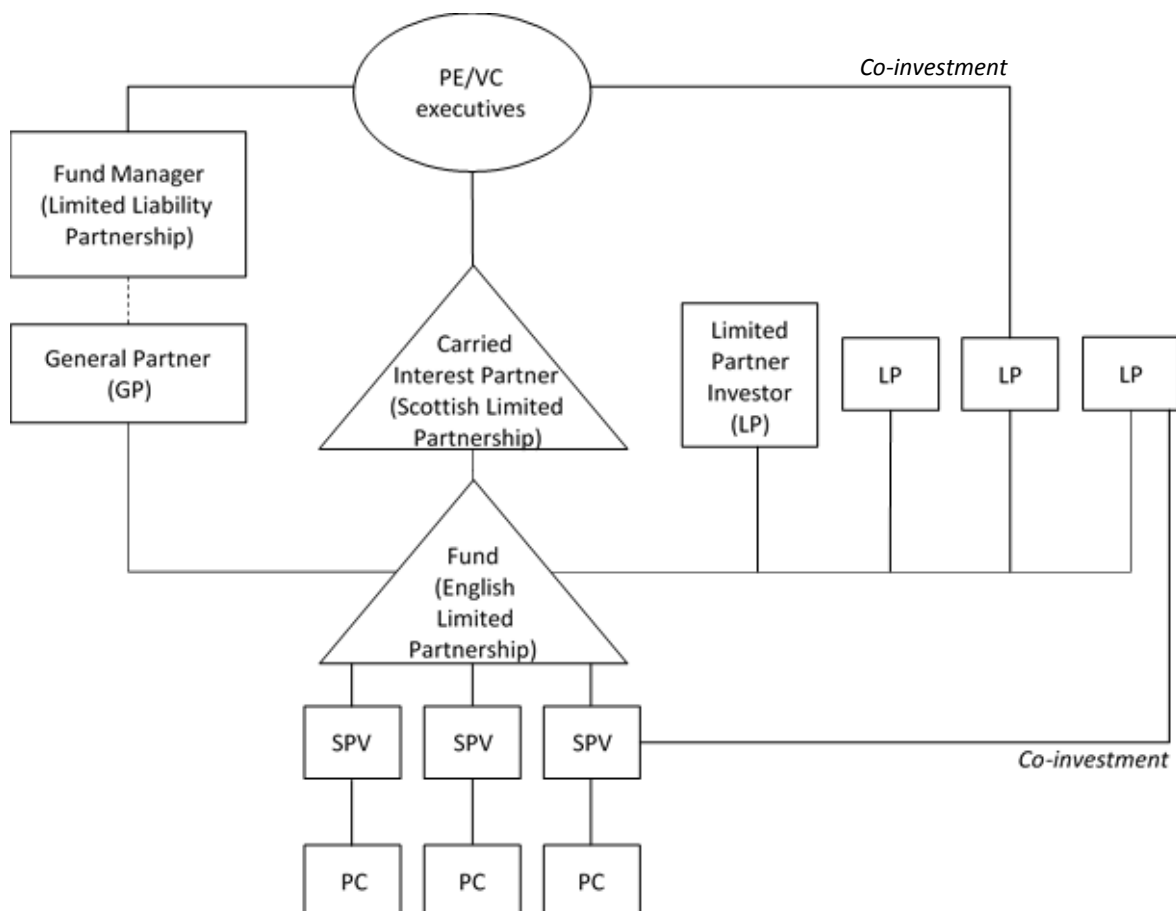 Co-investment
PE/VC
executives
Fund Manager
(Limited Liability
Partnership)
General Partner
(GP)
Carried
Interest Partner
(Scottish Limited
Partnership)
Limited
Partner
Investor
(LP)
LP
LP
LP
Fund
(English
Limited
Partnership)
SPV
SPV
SPV
Co-investment
PC
PC
PC